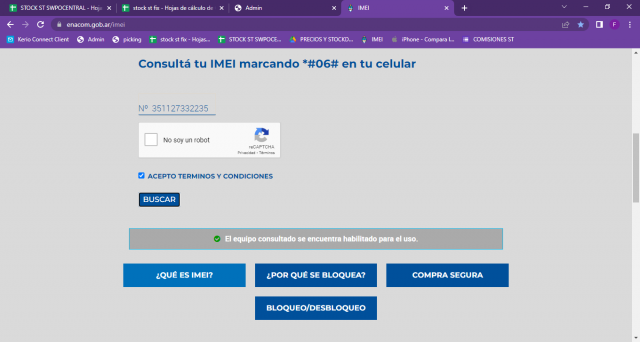 STOCK ST SWPOCENTRAL - Hoj
stock st fix - Hojas de cálculo de
Admin
IMEI
enacom.gob.ar/imei
F
Kerio Connect Client
Admin
picking
stock st fix - Hojas...
STOCK ST SWPOCE...
PRECIOS Y STOCKD...
IMEI
iPhone - Compara l...
COMISIONES ST
Consultá tu IMEI marcando *#06# en tu celular
Nº 351127332235
No soy un robot
reCAPTCHA
Privacidad - Términos
ACEPTO TERMINOS Y CONDICIONES
BUSCAR
El equipo consultado se encuentra habilitado para el uso.
¿QUÉ ES IMEI?
¿POR QUÉ SE BLOQUEA?
COMPRA SEGURA
BLOQUEO/DESBLOQUEO